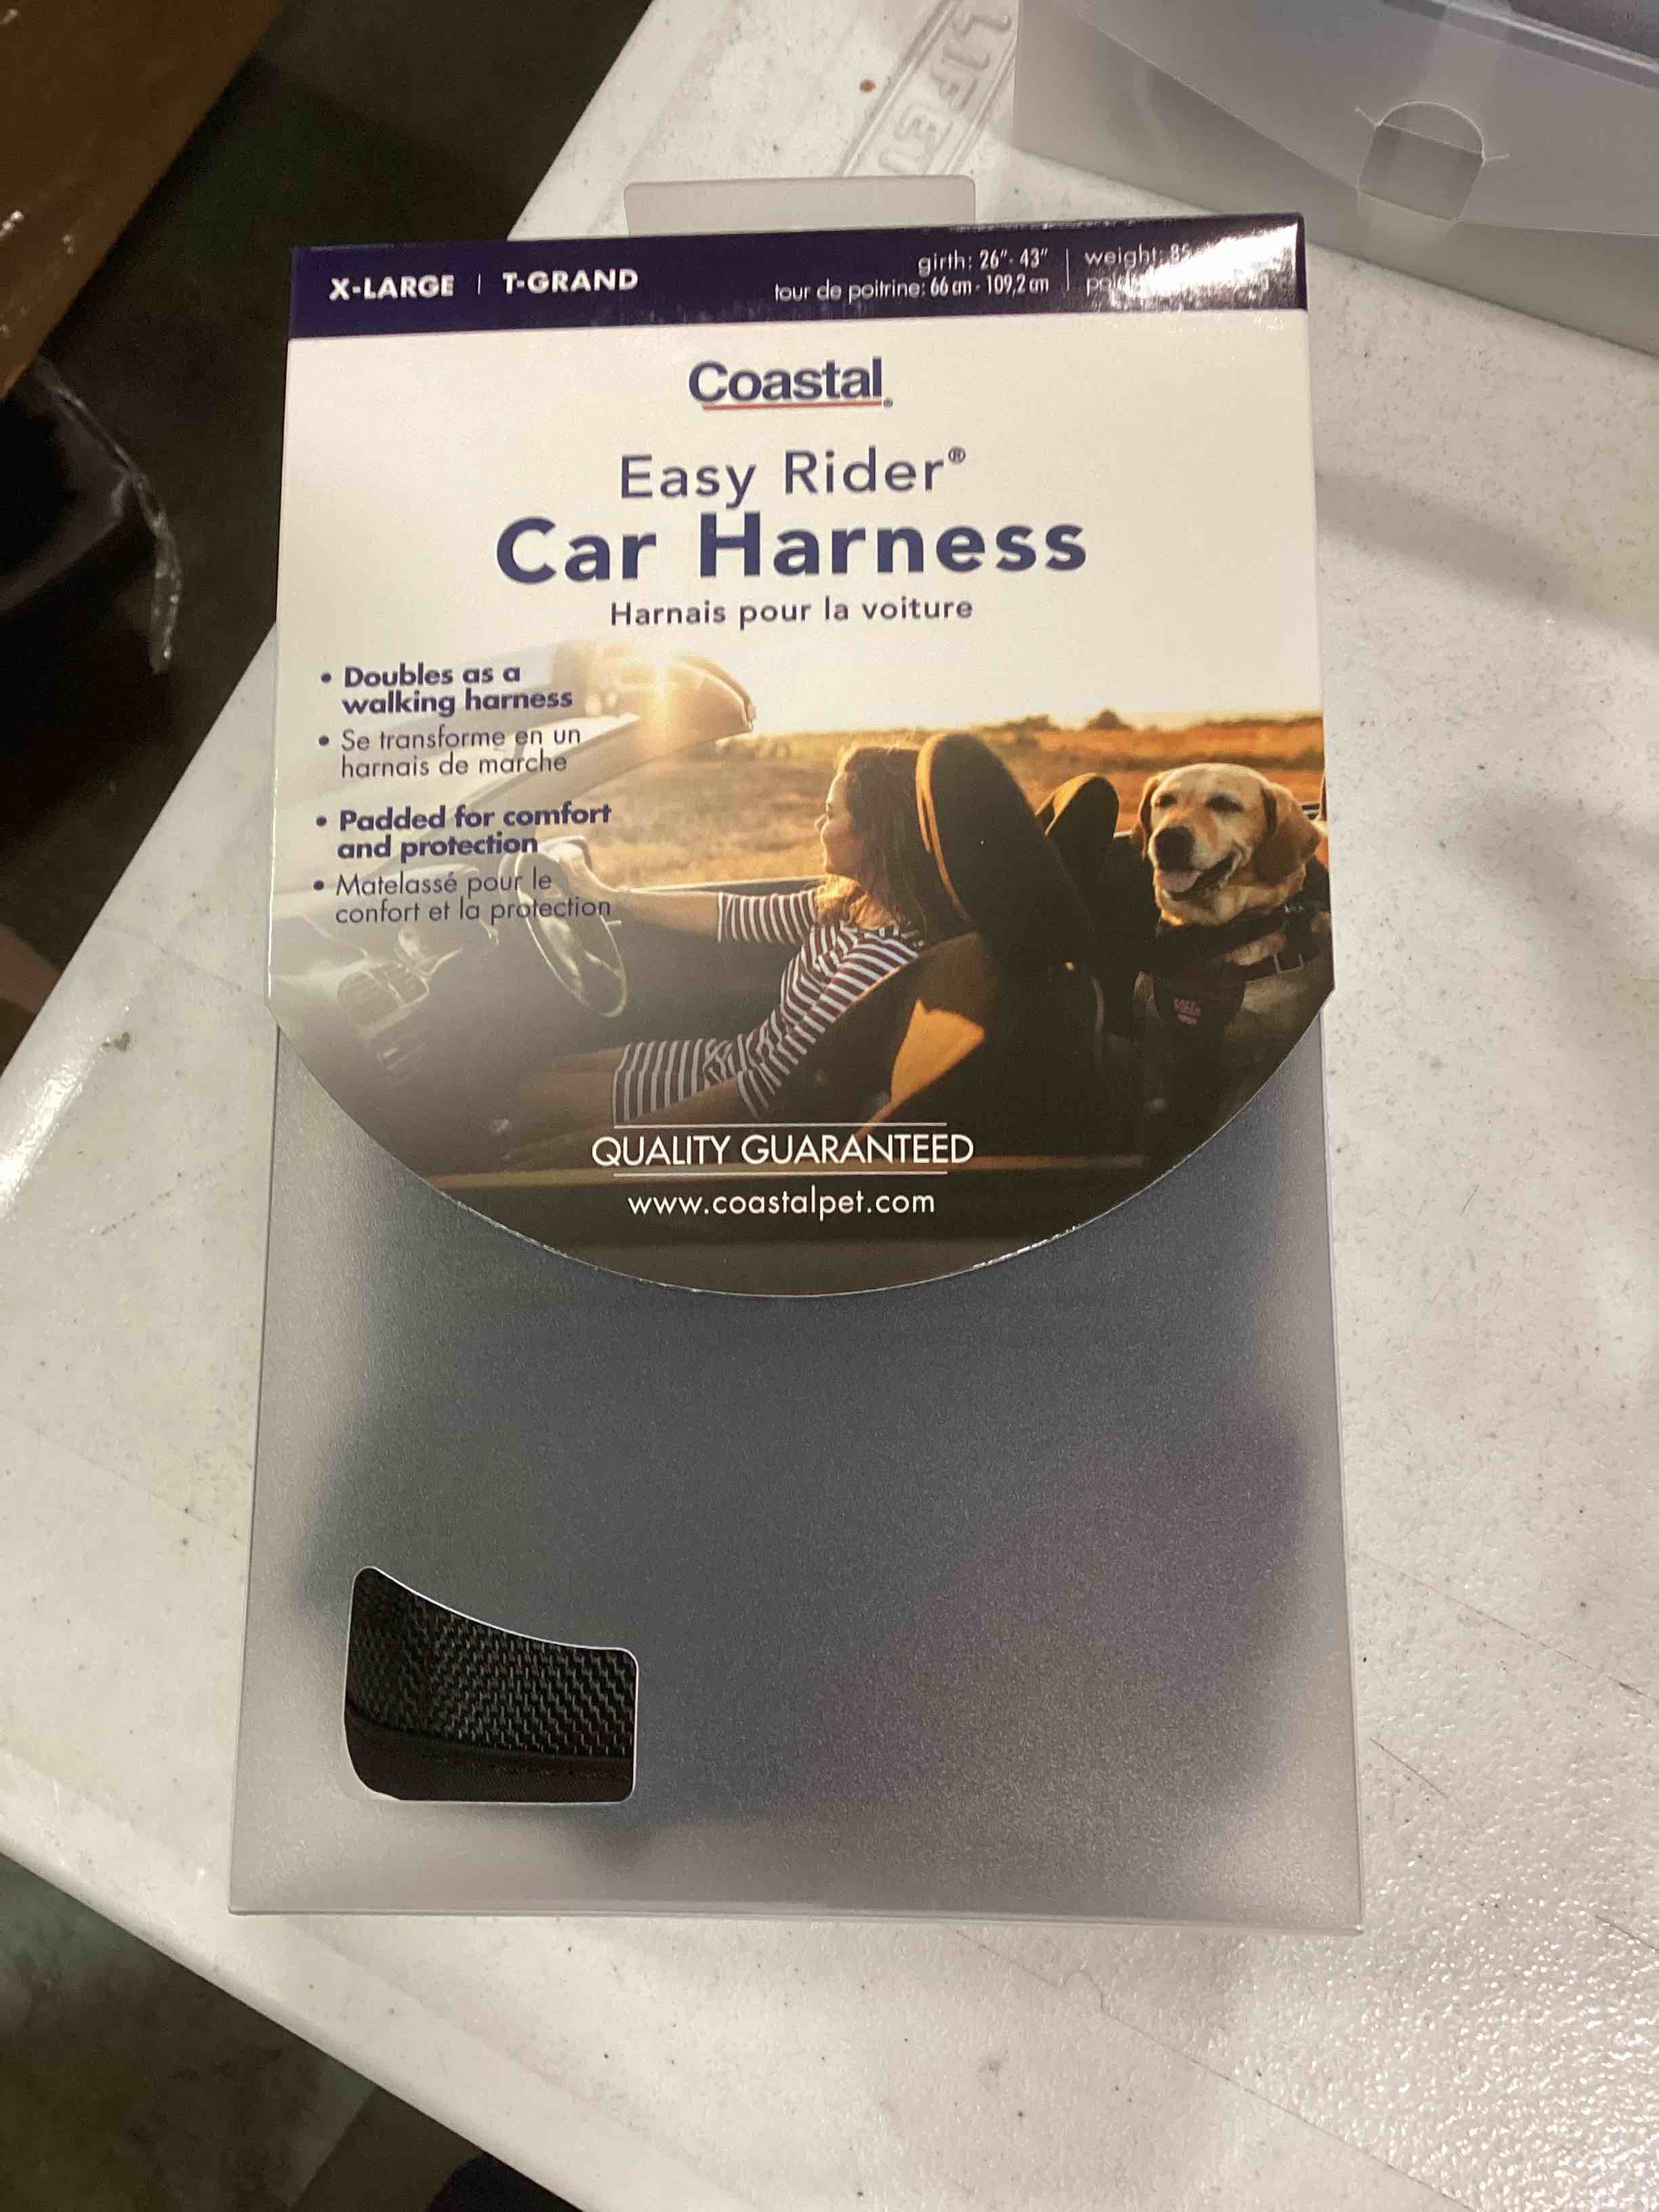 X-LARGE | T-GRAND
girth: 26"- 43" | weight: 85
tour de poitrine: 66 cm - 109,2 cm |
Coastal®
Easy Rider®
Car Harness
Harnais pour la voiture
• Doubles as a
walking harness
• Se transforme en un
harnais de marche
• Padded for comfort
and protection
• Matelassé pour le
confort et la protection
QUALITY GUARANTEED
www.coastalpet.com